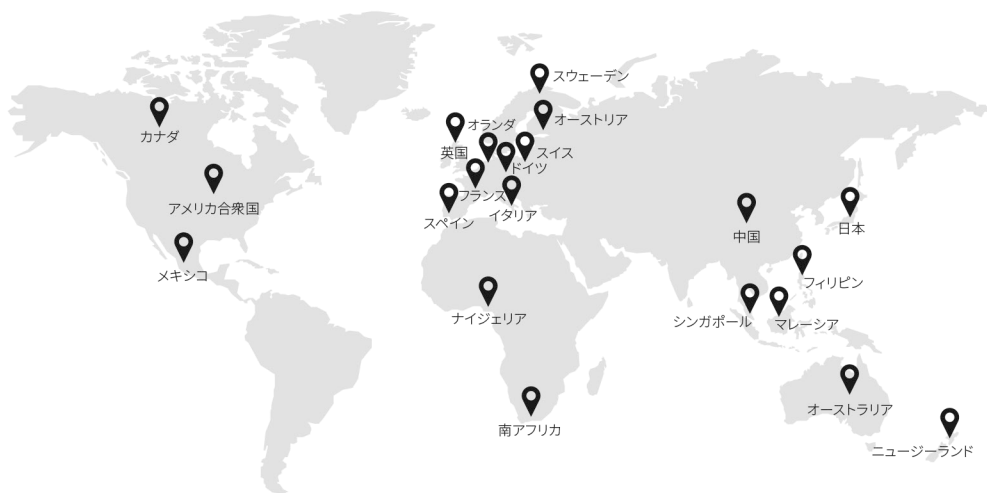 スウェーデン
カナダ
オランダ
オーストリア
英国
ドイツ
スイス
アメリカ合衆国
フランス
スペイン
イタリア
中国
日本
メキシコ
フィリピン
ナイジェリア
シンガポール
マレーシア
オーストラリア
南アフリカ
ニュージーランド